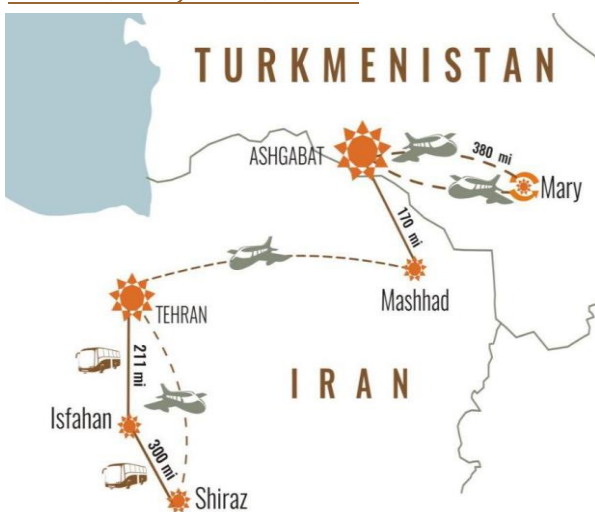 TURKMENISTAN
ASHGABAT
380 mi
Mary
170 mi
Mashhad
TEHRAN
211 mi
IRAN
Isfahan
300 mi
Shiraz